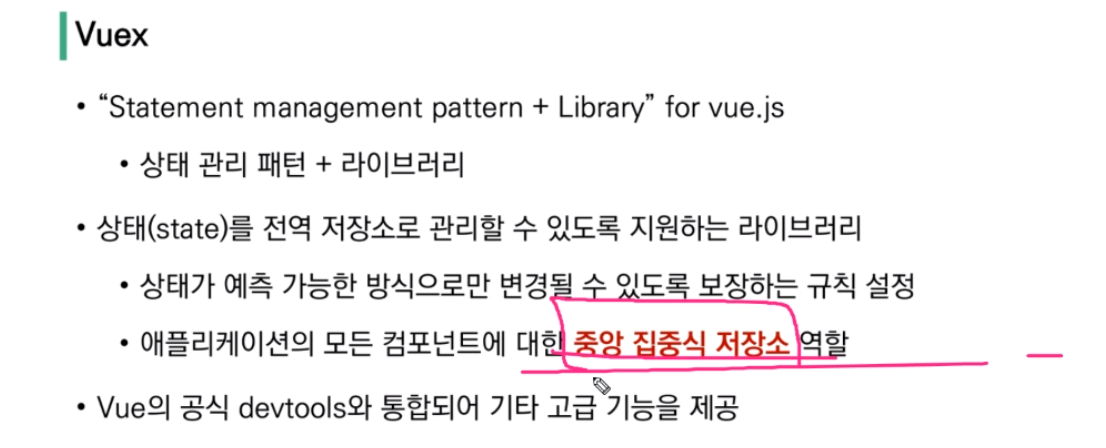 Vuex
• “Statement management pattern + Library” for vue.js
• 상태 관리 패턴 + 라이브러리
• 상태(state)를 전역 저장소로 관리할 수 있도록 지원하는 라이브러리
• 상태가 예측 가능한 방식으로만 변경될 수 있도록 보장하는 규칙 설정
• 애플리케이션의 모든 컴포넌트에 대한 중앙 집중식 저장소 역할
• Vue의 공식 devtools와 통합되어 기타 고급 기능을 제공